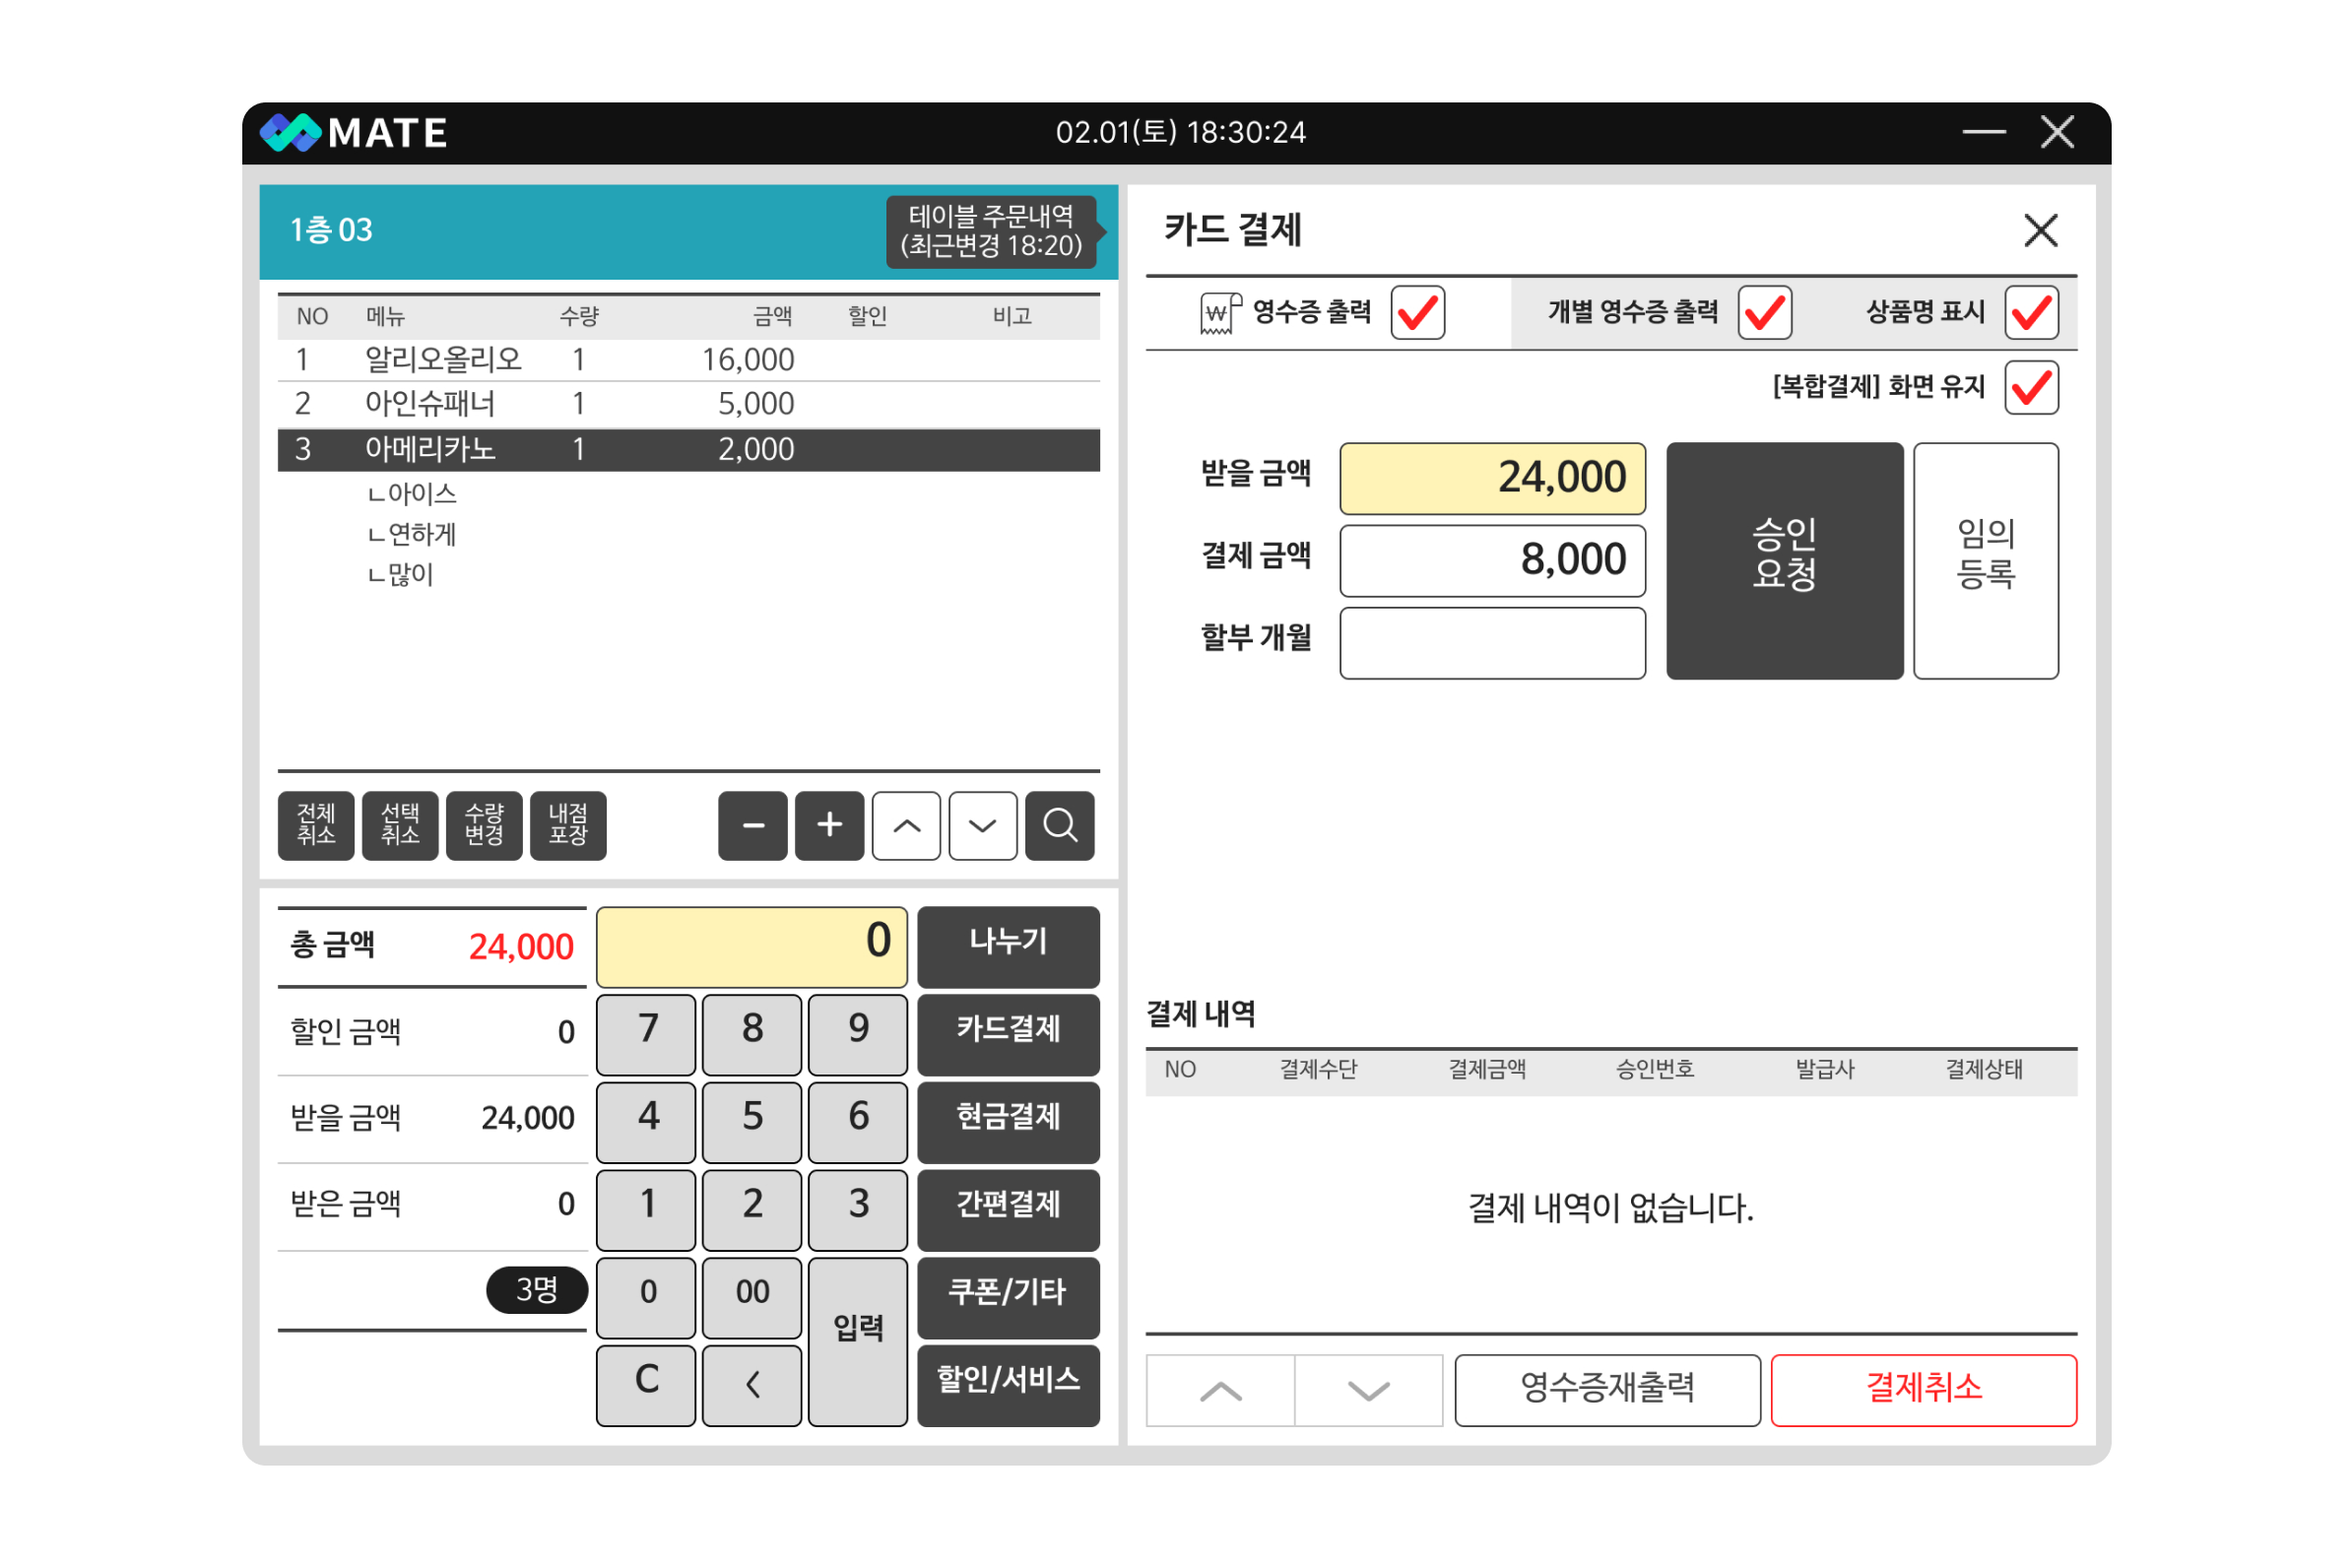 MATE
02.01(토) 18:30:24
1층 03
테이블 주문내역
(최근변경 18:20)
NO 메뉴 수량 금액 할인 비고
1 알리오올리오 1 16,000
2 아인슈패너 1 5,000
3 아메리카노 1 2,000
ㄴ아이스
ㄴ연하게
ㄴ많이
전체
취소
선택
취소
수량
변경
내점
포장
총 금액 24,000
할인 금액 0
받을 금액 24,000
받은 금액 0
3명
0
7 8 9
4 5 6
1 2 3
0 00
입력
C
나누기
카드결제
현금결제
간편결제
쿠폰/기타
할인/서비스
카드 결제
영수증 출력
개별 영수증 출력
상품명 표시
[복합결제] 화면 유지
받을 금액 24,000
결제 금액 8,000
할부 개월
승인
요청
임의
등록
결제 내역
NO 결제수단 결제금액 승인번호 발급사 결제상태
결제 내역이 없습니다.
영수증재출력
결제취소